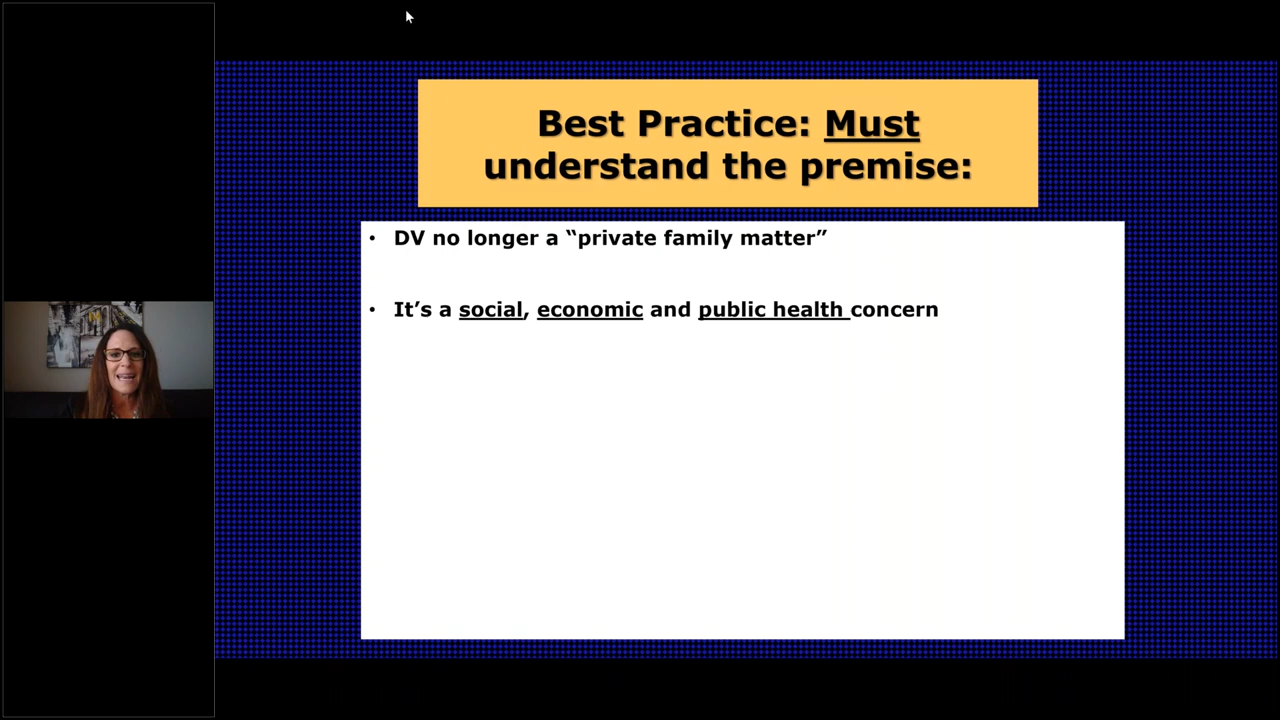 Best Practice: Must
understand the premise:
• DV no longer a “private family matter”
• It’s a social, economic and public health concern